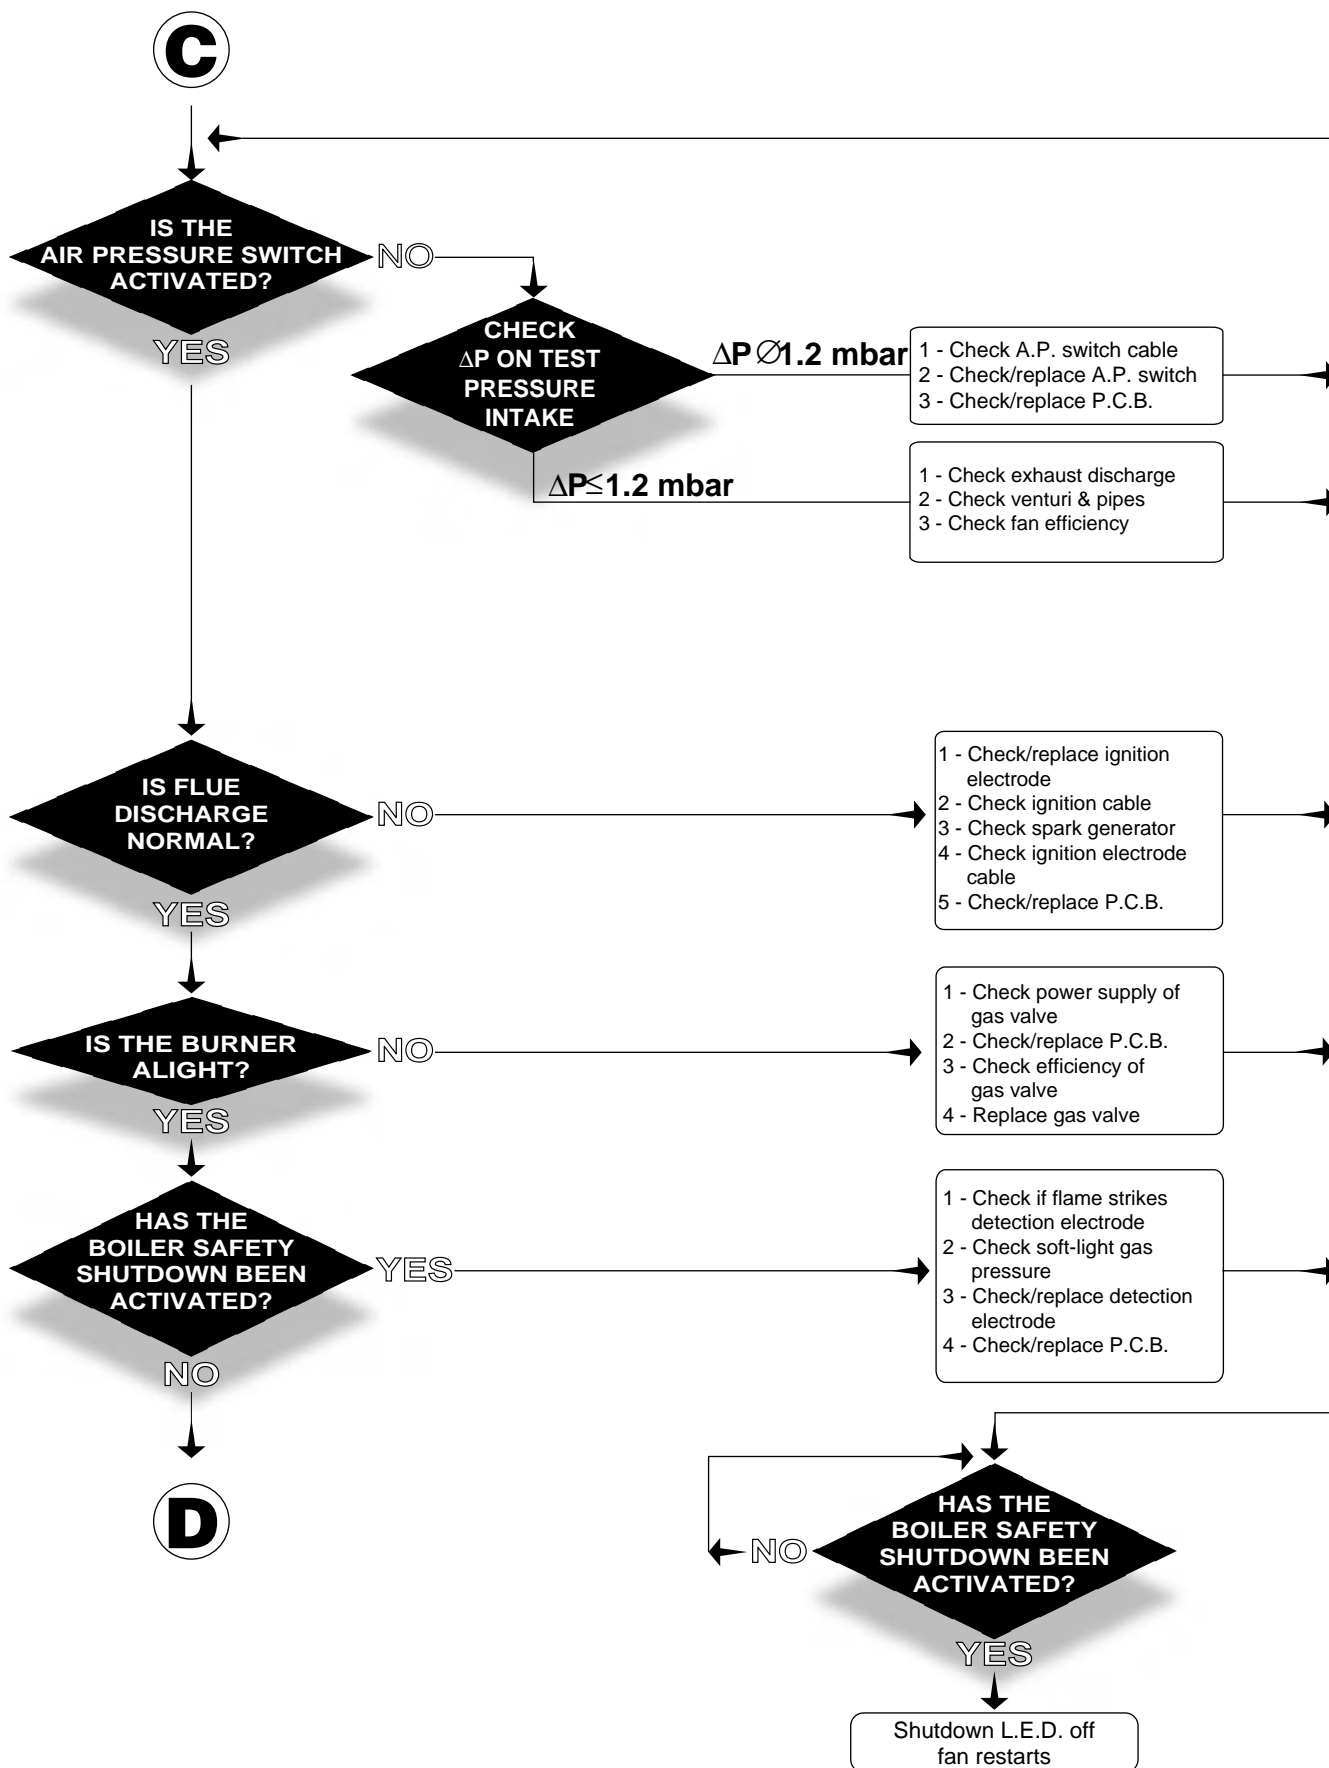 C
IS THE
AIR PRESSURE SWITCH
ACTIVATED?
NO
YES
CHECK
ΔP ON TEST
PRESSURE
INTAKE
ΔP∅1.2 mbar
1 - Check A.P. switch cable
2 - Check/replace A.P. switch
3 - Check/replace P.C.B.
ΔP≤1.2 mbar
1 - Check exhaust discharge
2 - Check venturi & pipes
3 - Check fan efficiency
IS FLUE
DISCHARGE
NORMAL?
NO
YES
1 - Check/replace ignition
electrode
2 - Check ignition cable
3 - Check spark generator
4 - Check ignition electrode
cable
5 - Check/replace P.C.B.
IS THE BURNER
ALIGHT?
NO
YES
1 - Check power supply of
gas valve
2 - Check/replace P.C.B.
3 - Check efficiency of
gas valve
4 - Replace gas valve
HAS THE
BOILER SAFETY
SHUTDOWN BEEN
ACTIVATED?
YES
NO
1 - Check if flame strikes
detection electrode
2 - Check soft-light gas
pressure
3 - Check/replace detection
electrode
4 - Check/replace P.C.B.
D
HAS THE
BOILER SAFETY
SHUTDOWN BEEN
ACTIVATED?
NO
YES
Shutdown L.E.D. off
fan restarts